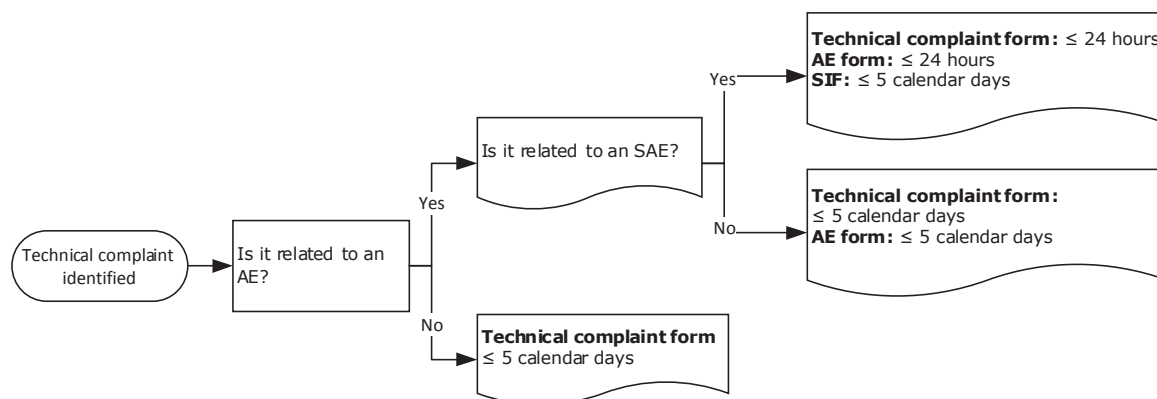 Technical complaint
identified
Is it related to an
AE?
Yes
No
Is it related to an SAE?
Technical complaint form
≤ 5 calendar days
Yes
No
Technical complaint form: ≤ 24 hours
AE form: ≤ 24 hours
SIF: ≤ 5 calendar days
Technical complaint form:
≤ 5 calendar days
AE form: ≤ 5 calendar days